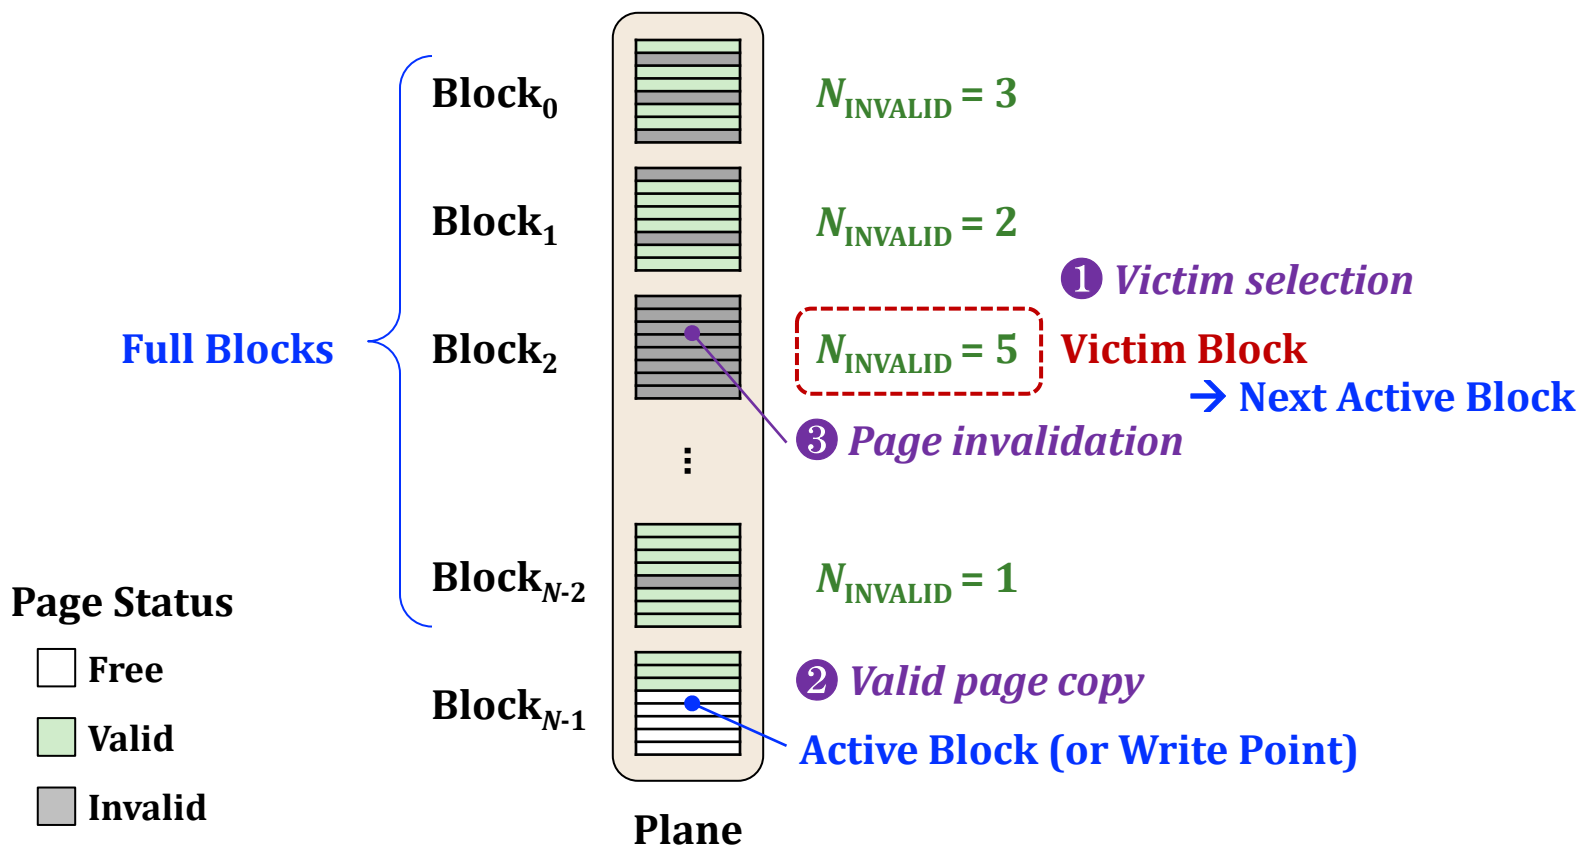 Block0
N_INVALID = 3
Block1
N_INVALID = 2
❶ Victim selection
Full Blocks
Block2
N_INVALID = 5
Victim Block
→ Next Active Block
❸ Page invalidation
⋮
BlockN-2
N_INVALID = 1
Page Status
Free
Valid
Invalid
BlockN-1
❷ Valid page copy
Active Block (or Write Point)
Plane